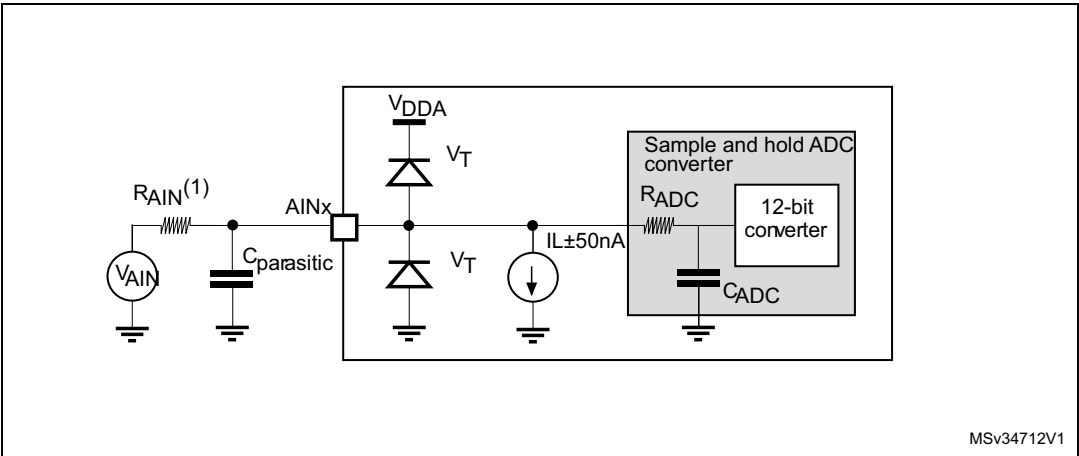 VDDA
VT
Sample and hold ADC
converter
RAIN(1)
AINx
RADC
12-bit
converter
IL±50nA
VT
Cparasitic
VAIN
CADC
MSv34712V1